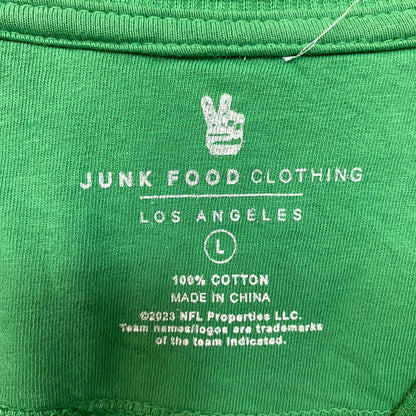 JUNK FOOD CLOTHING
LOS ANGELES
L
100% COTTON
MADE IN CHINA
©2023 NFL Properties LLC.
Team names/logos are trademarks
of the team indicated.